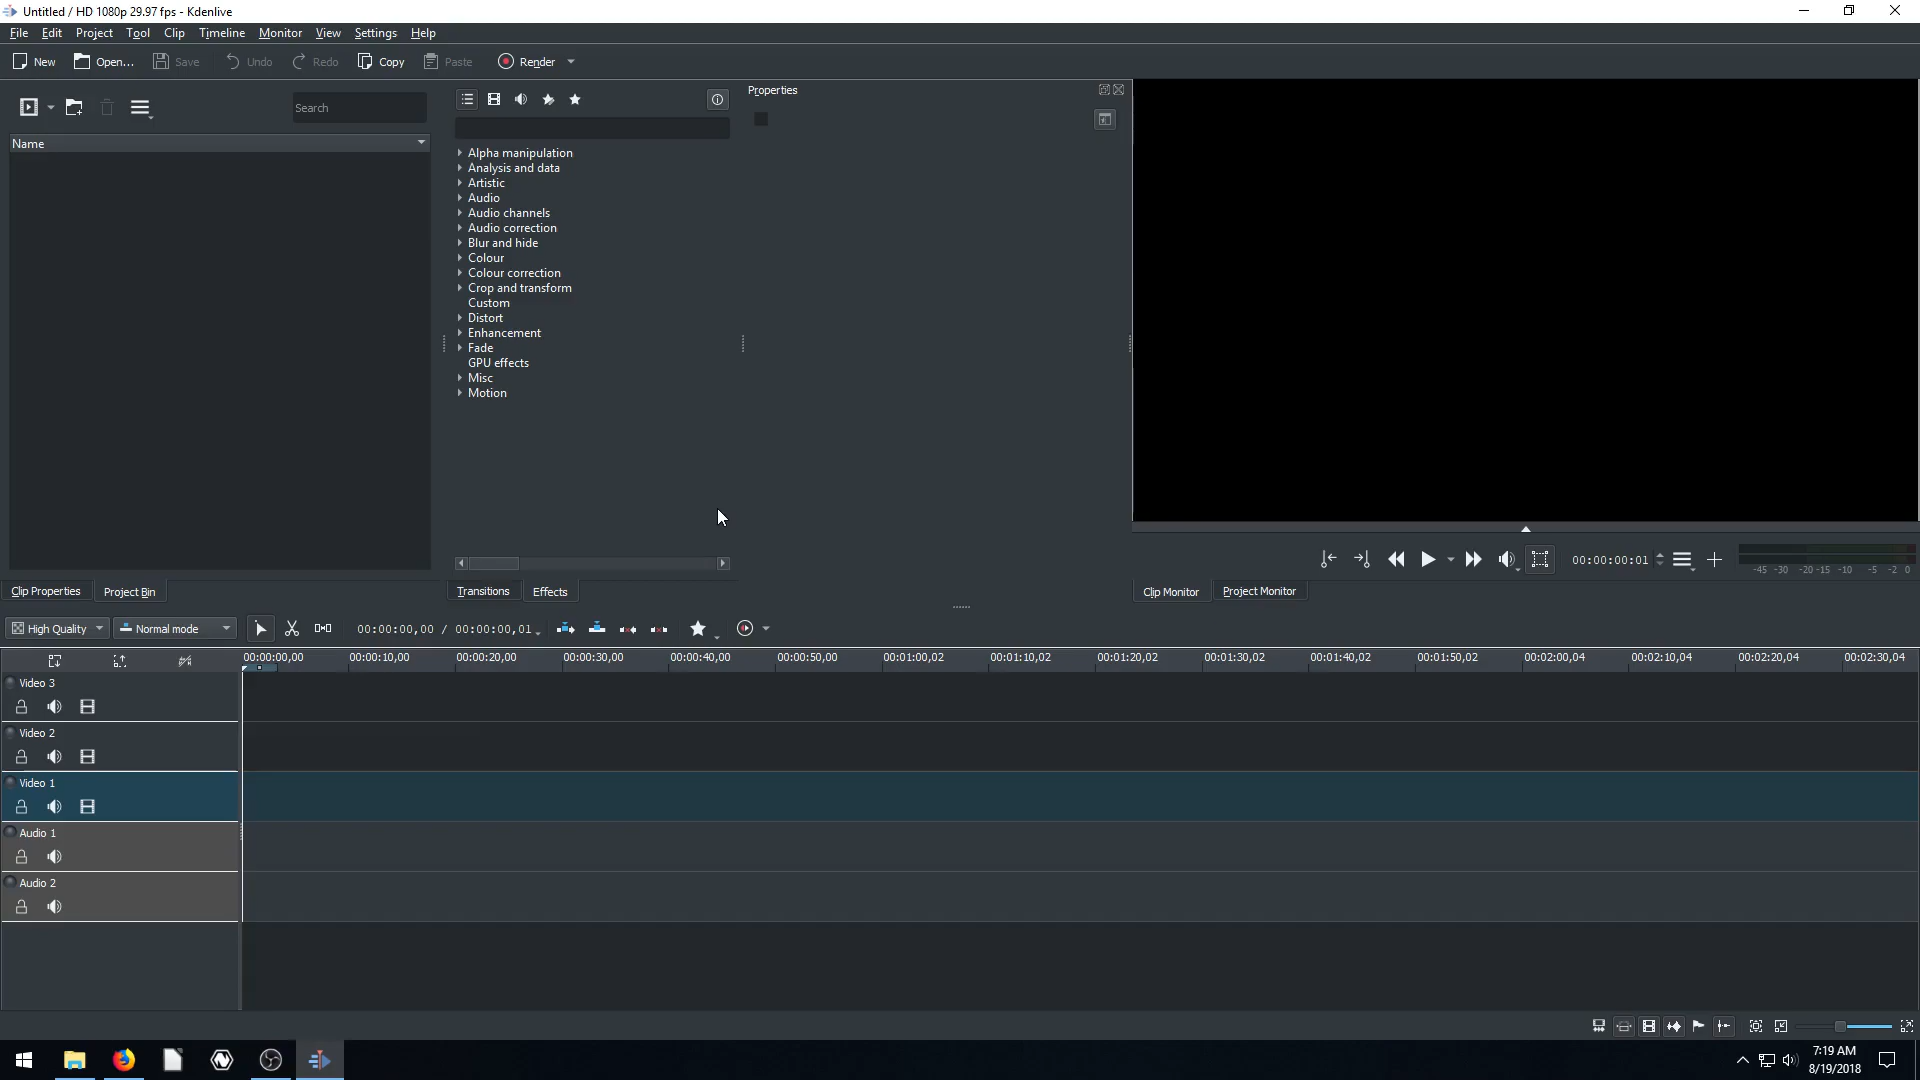 Untitled / HD 1080p 29.97 fps - Kdenlive
File Edit Project Tool Clip Timeline Monitor View Settings Help
New Open... Save Undo Redo Copy Paste Render
Search
Name
Clip Properties Project Bin
Alpha manipulation
Analysis and data
Artistic
Audio
Audio channels
Audio correction
Blur and hide
Colour
Colour correction
Crop and transform
Custom
Distort
Enhancement
Fade
GPU effects
Misc
Motion
Transitions Effects
Properties
00:00:00:01
-45 -30 -20 -15 -10 -5 -2 0
Clip Monitor Project Monitor
High Quality Normal mode 00:00:00,00 / 00:00:00,01
00:00:00,00 00:00:10,00 00:00:20,00 00:00:30,00 00:00:40,00 00:00:50,00 00:01:00,02 00:01:10,02 00:01:20,02 00:01:30,02 00:01:40,02 00:01:50,02 00:02:00,04 00:02:10,04 00:02:20,04 00:02:30,04
Video 3
Video 2
Video 1
Audio 1
Audio 2
7:19 AM
8/19/2018